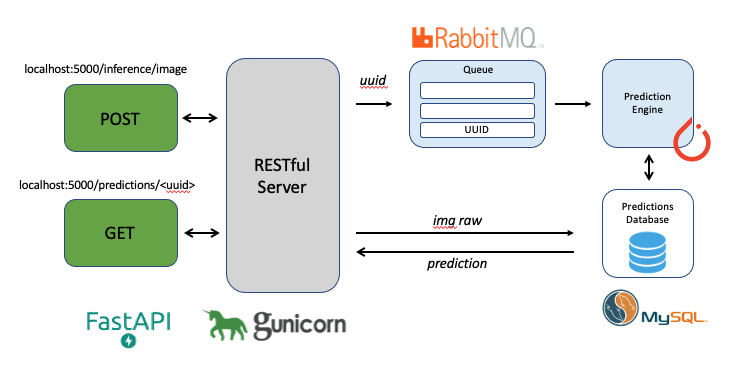 RabbitMQ
localhost:5000/inference/image
POST
localhost:5000/predictions/<uuid>
GET
RESTful
Server
uuid
Queue
UUID
Prediction
Engine
img raw
prediction
Predictions
Database
FastAPI
gunicorn
MySQL